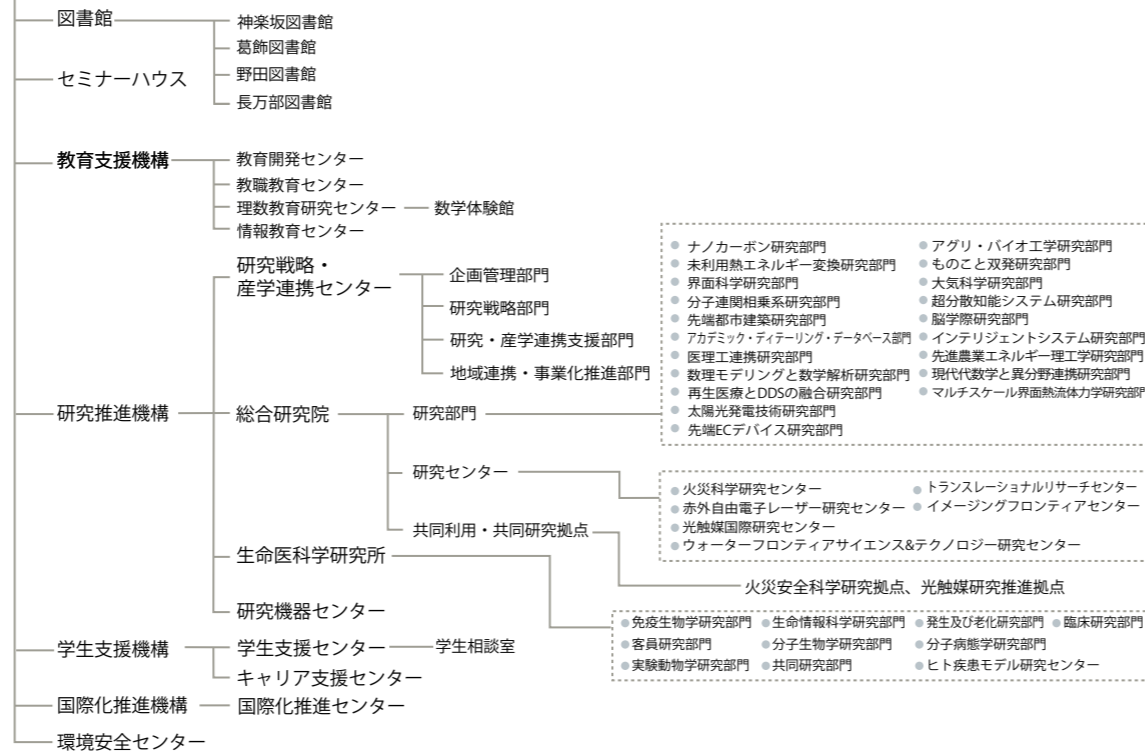 図書館
神楽坂図書館
葛飾図書館
野田図書館
長万部図書館
セミナーハウス
教育支援機構
教育開発センター
教職教育センター
理数教育研究センター
数学体験館
情報教育センター
研究推進機構
研究戦略・
産学連携センター
企画管理部門
研究戦略部門
研究・産学連携支援部門
地域連携・事業化推進部門
総合研究院
研究部門
ナノカーボン研究部門
未利用熱エネルギー変換研究部門
界面科学研究部門
分子連関相乗系研究部門
先端都市建築研究部門
アカデミック・ディテーリング・データベース部門
医理工連携研究部門
数理モデリングと数学解析研究部門
再生医療とDDSの融合研究部門
太陽光発電技術研究部門
先端ECデバイス研究部門
アグリ・バイオ工学研究部門
ものこと双発研究部門
大気科学研究部門
超分散知能システム研究部門
脳学際研究部門
インテリジェントシステム研究部門
先進農業エネルギー理工学研究部門
現代代数学と異分野連携研究部門
マルチスケール界面熱流体力学研究部門
研究センター
火災科学研究センター
赤外自由電子レーザー研究センター
光触媒国際研究センター
ウォーターフロンティアサイエンス&テクノロジー研究センター
トランスレーショナルリサーチセンター
イメージングフロンティアセンター
共同利用・共同研究拠点
火災安全科学研究拠点、光触媒研究推進拠点
生命医科学研究所
免疫生物学研究部門
生命情報科学研究部門
発生及び老化研究部門
臨床研究部門
客員研究部門
分子生物学研究部門
分子病態学研究部門
実験動物学研究部門
共同研究部門
ヒト疾患モデル研究センター
研究機器センター
学生支援機構
学生支援センター
学生相談室
キャリア支援センター
国際化推進機構
国際化推進センター
環境安全センター